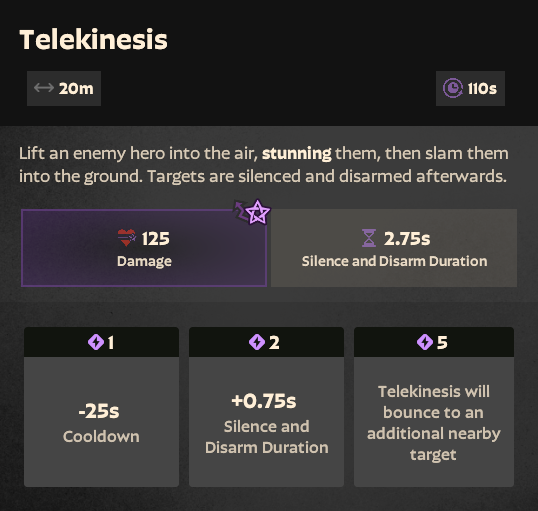 Telekinesis
20m
110s
Lift an enemy hero into the air, stunning them, then slam them
into the ground. Targets are silenced and disarmed afterwards.
125
Damage
2.75s
Silence and Disarm Duration
1
-25s
Cooldown
2
+0.75s
Silence and
Disarm Duration
5
Telekinesis will
bounce to an
additional nearby
target